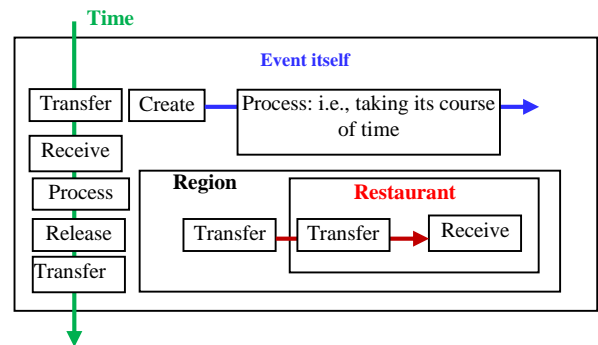 Time
Event itself
Transfer
Create
Process: i.e., taking its course
of time
Receive
Process
Region
Restaurant
Release
Transfer
Transfer
Receive
Transfer